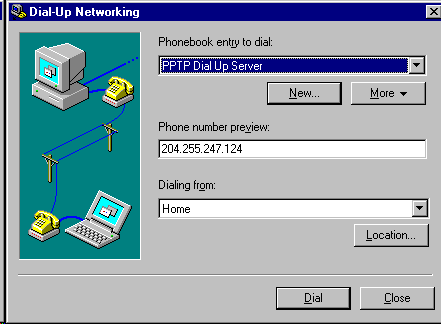 Dial-Up Networking
Phonebook entry to dial:
PPTP Dial Up Server
New... More
Phone number preview:
204.255.247.124
Dialing from:
Home
Location...
Dial Close